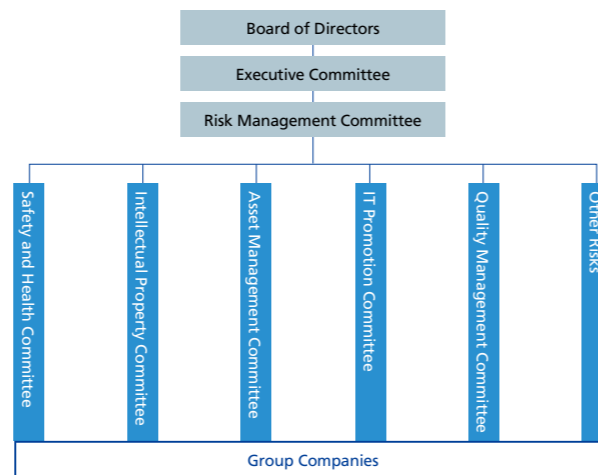 Board of Directors
Executive Committee
Risk Management Committee
Safety and Health Committee
Intellectual Property Committee
Asset Management Committee
IT Promotion Committee
Quality Management Committee
Other Risks
Group Companies